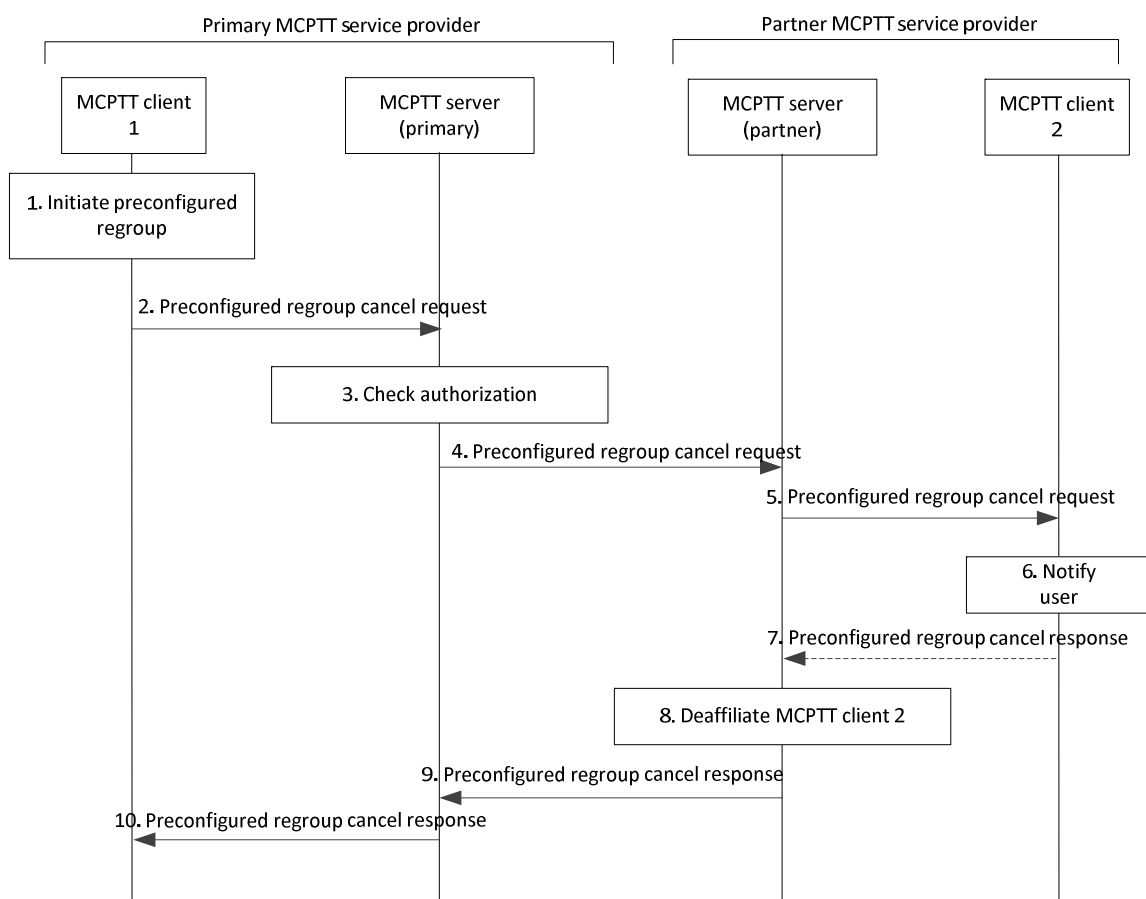 Primary MCPTT service provider
Partner MCPTT service provider
MCPTT client
1
MCPTT server
(primary)
MCPTT server
(partner)
MCPTT client
2
1. Initiate preconfigured
regroup
2. Preconfigured regroup cancel request
3. Check authorization
4. Preconfigured regroup cancel request
5. Preconfigured regroup cancel request
6. Notify
user
7. Preconfigured regroup cancel response
8. Deaffiliate MCPTT client 2
9. Preconfigured regroup cancel response
10. Preconfigured regroup cancel response